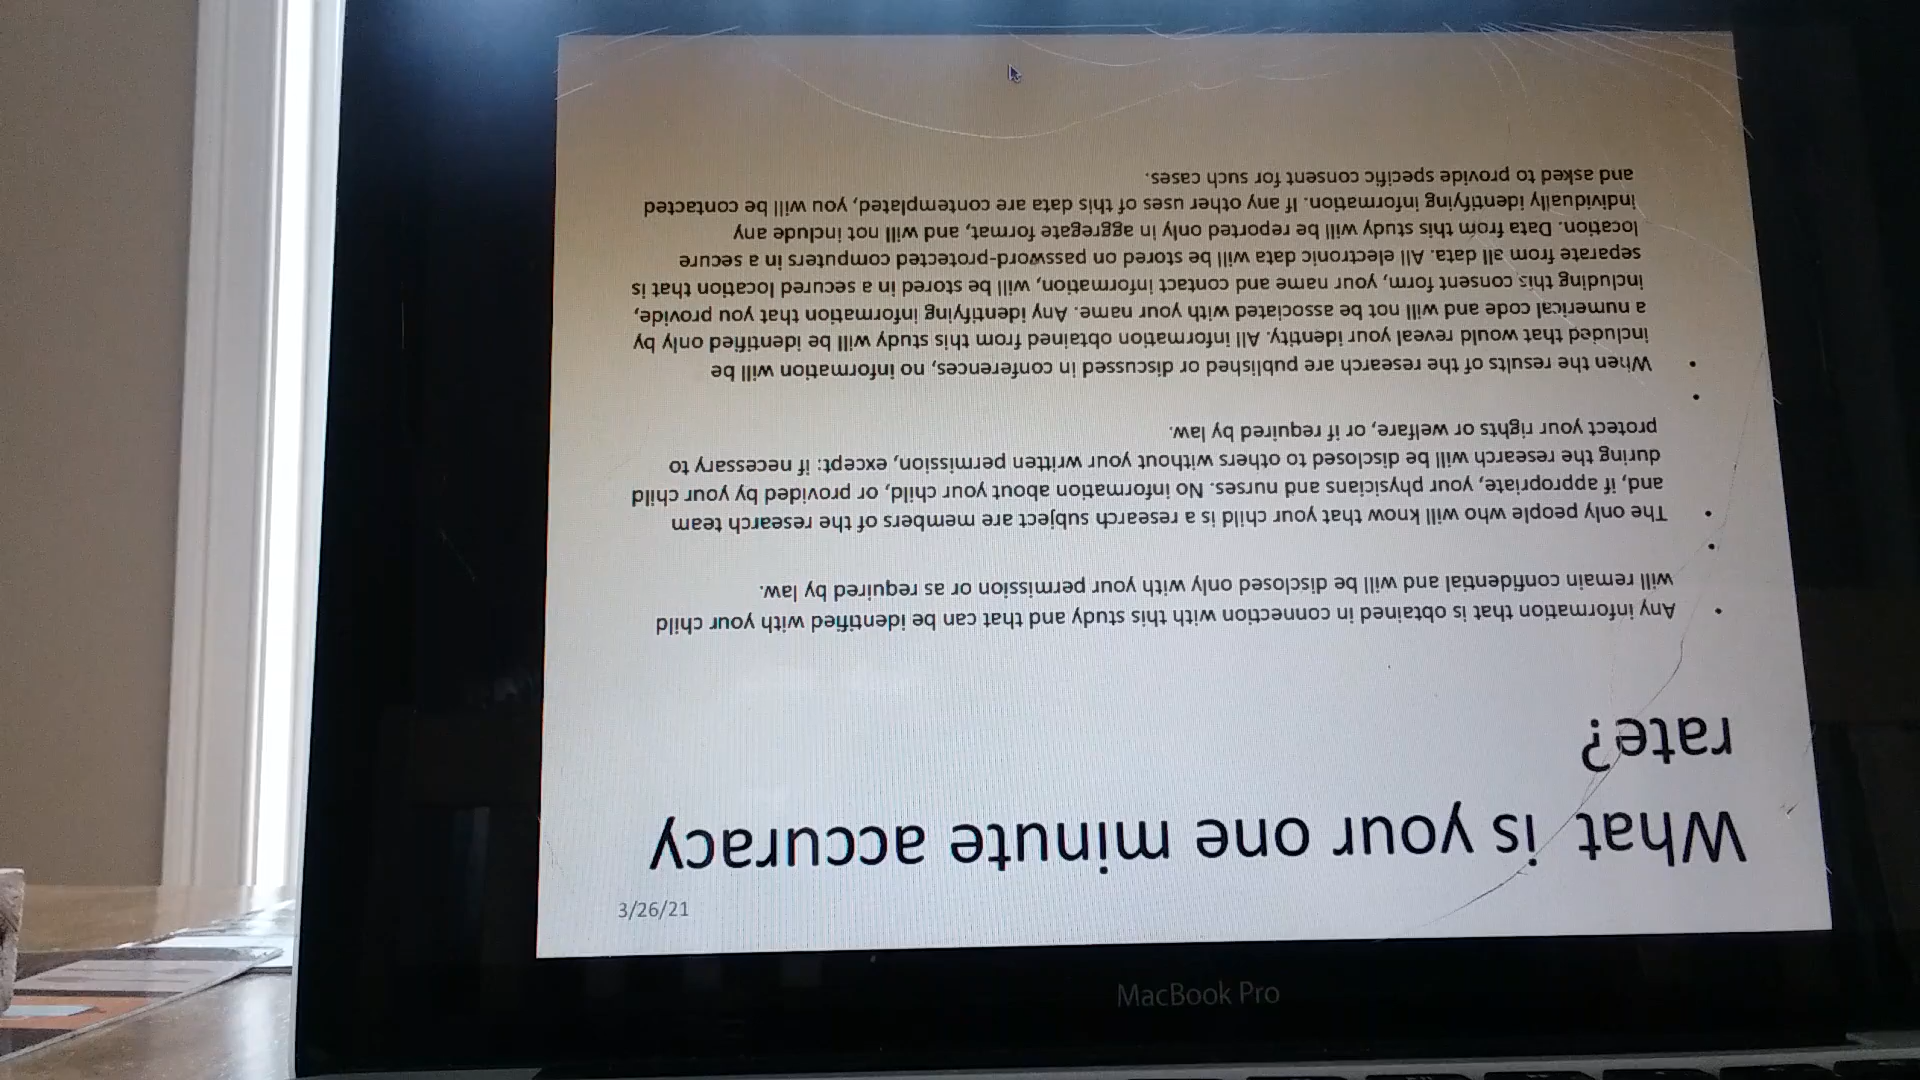 3/26/21
What is your one minute accuracy
rate?
• Any information that is obtained in connection with this study and that can be identified with your child
will remain confidential and will be disclosed only with your permission or as required by law.
•
• The only people who will know that your child is a research subject are members of the research team
and, if appropriate, your physicians and nurses. No information about your child, or provided by your child
during the research will be disclosed to others without your written permission, except: if necessary to
protect your rights or welfare, or if required by law.
•
• When the results of the research are published or discussed in conferences, no information will be
included that would reveal your identity. All information obtained from this study will be identified only by
a numerical code and will not be associated with your name. Any identifying information that you provide,
including this consent form, your name and contact information, will be stored in a secured location that is
separate from all data. All electronic data will be stored on password-protected computers in a secure
location. Data from this study will be reported only in aggregate format, and will not include any
individually identifying information. If any other uses of this data are contemplated, you will be contacted
and asked to provide specific consent for such cases.
MacBook Pro